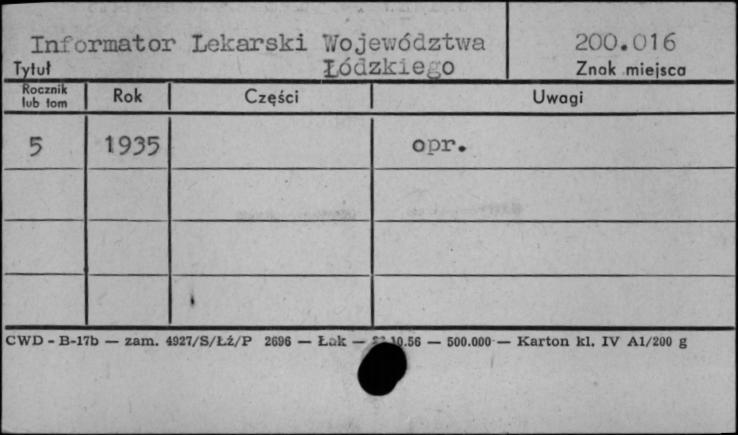 Informator Lekarski Województwa
Łódzkiego
Tytuł
200.016
Znak miejsca
Rocznik lub tom Rok Części Uwagi
5 1935 opr.
CWD - B-17b — zam. 4927/S/Łź/P 2696 — Łak — 10.56 — 500.000 — Karton kl. IV A1/200 g